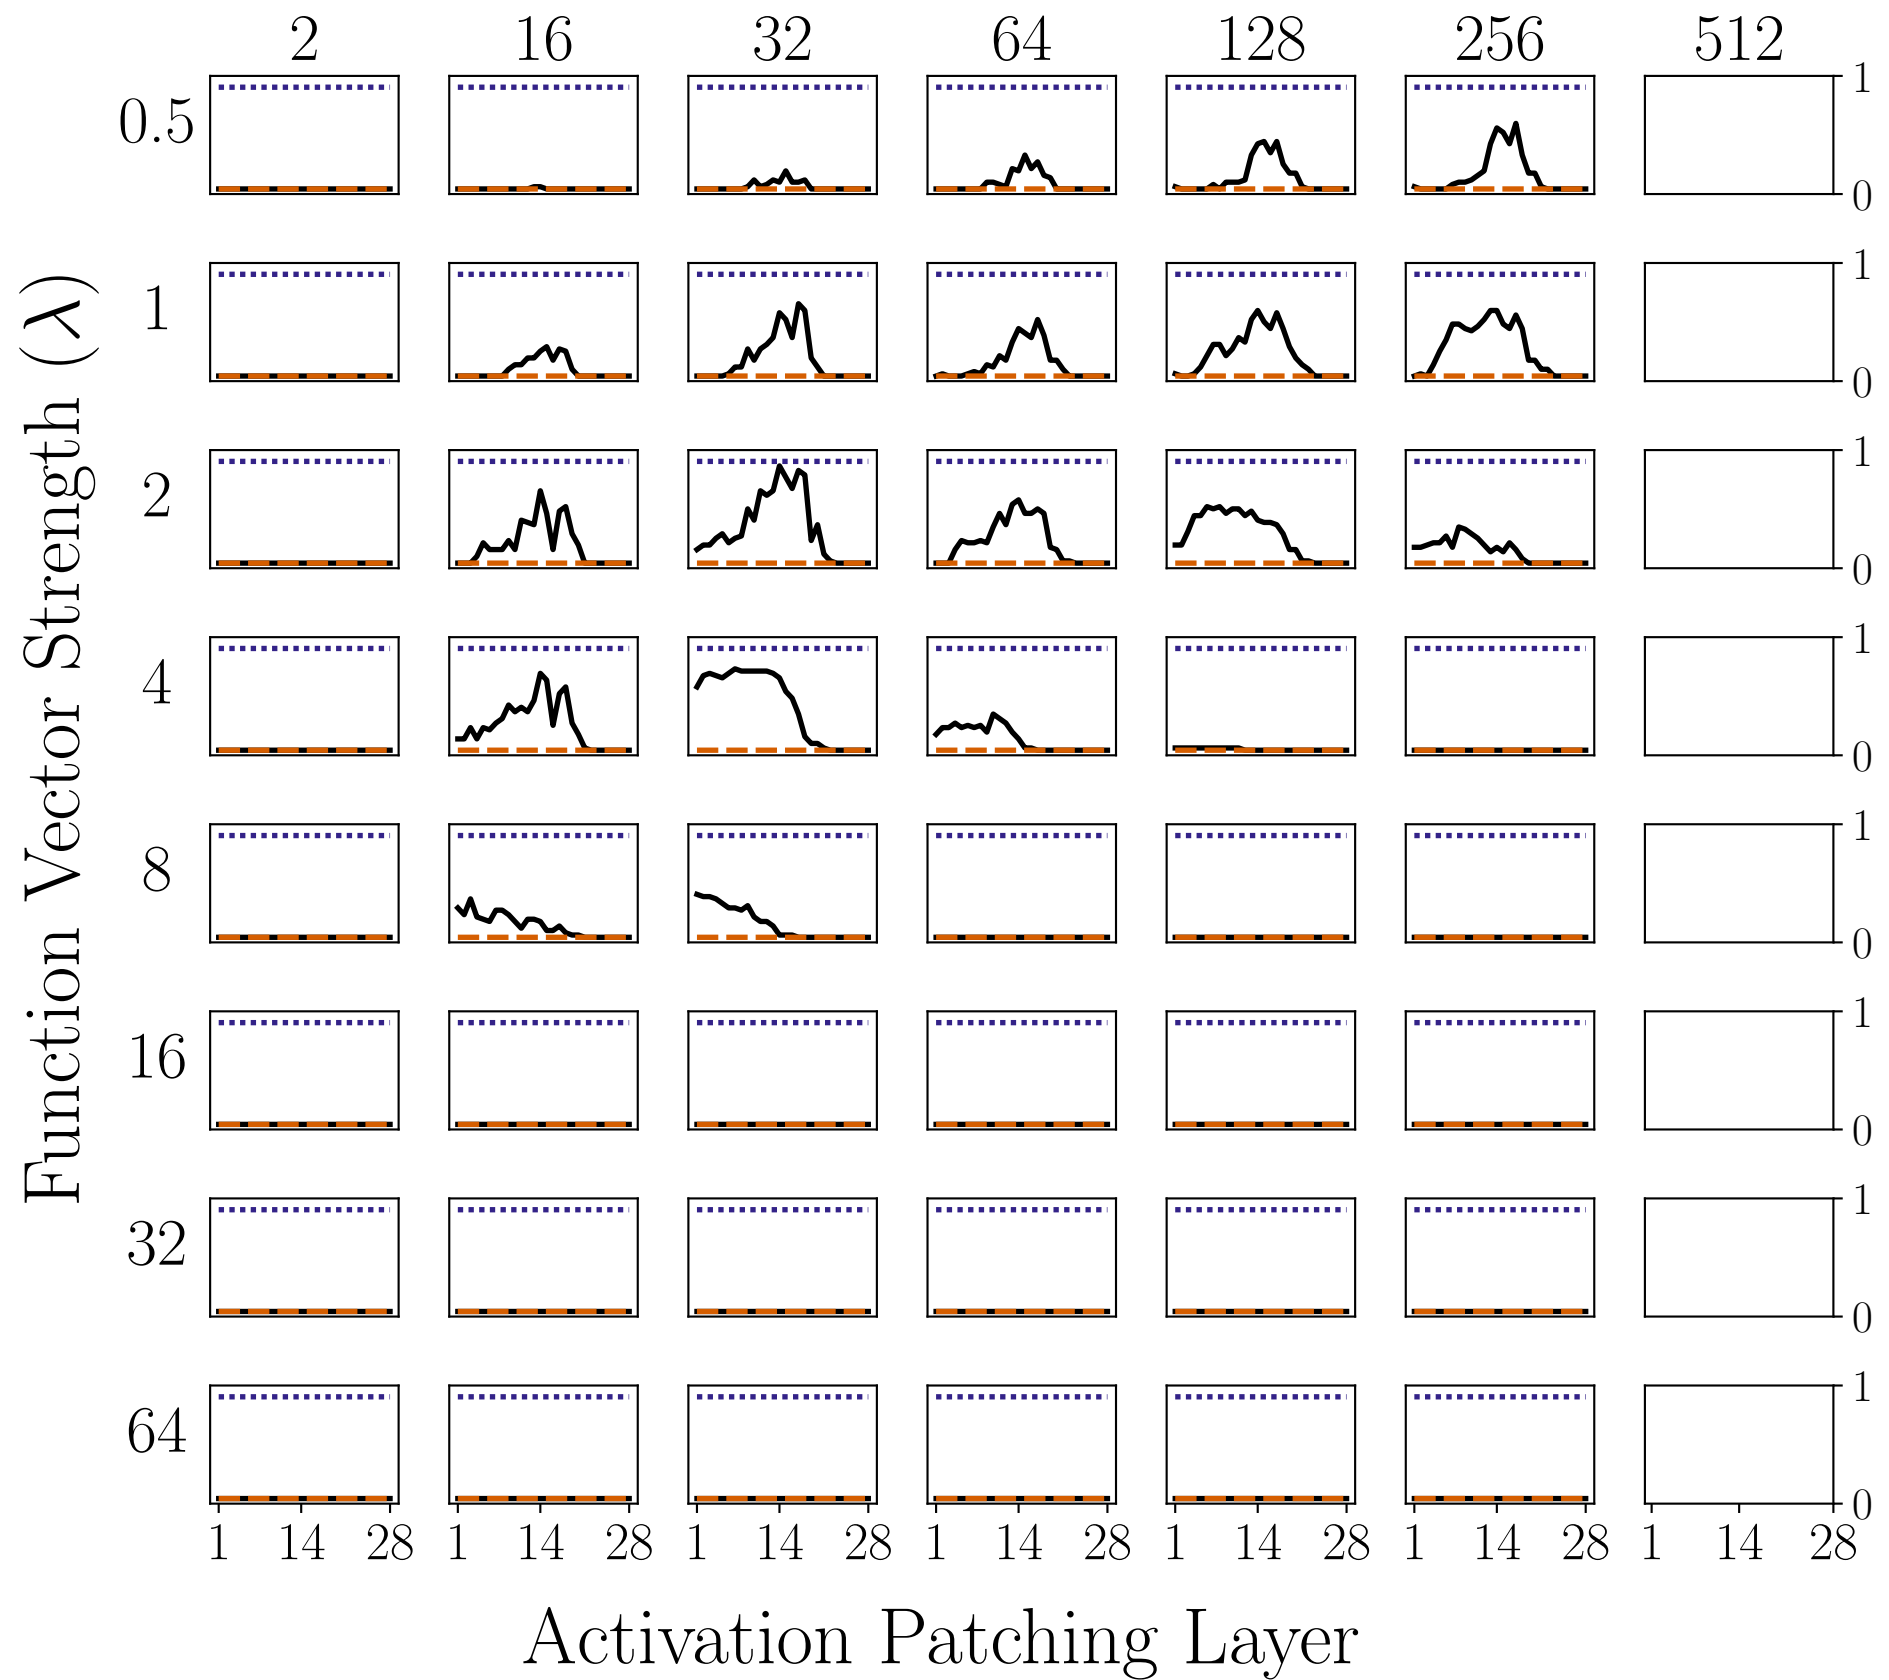 2 16 32 64 128 256 512
0.5 1 0
1 1 0
2 1 0
4 1 0
8 1 0
16 1 0
32 1 0
64 1 0
Function Vector Strength (λ)
1 14 28 1 14 28 1 14 28 1 14 28 1 14 28 1 14 28 1 14 28
Activation Patching Layer